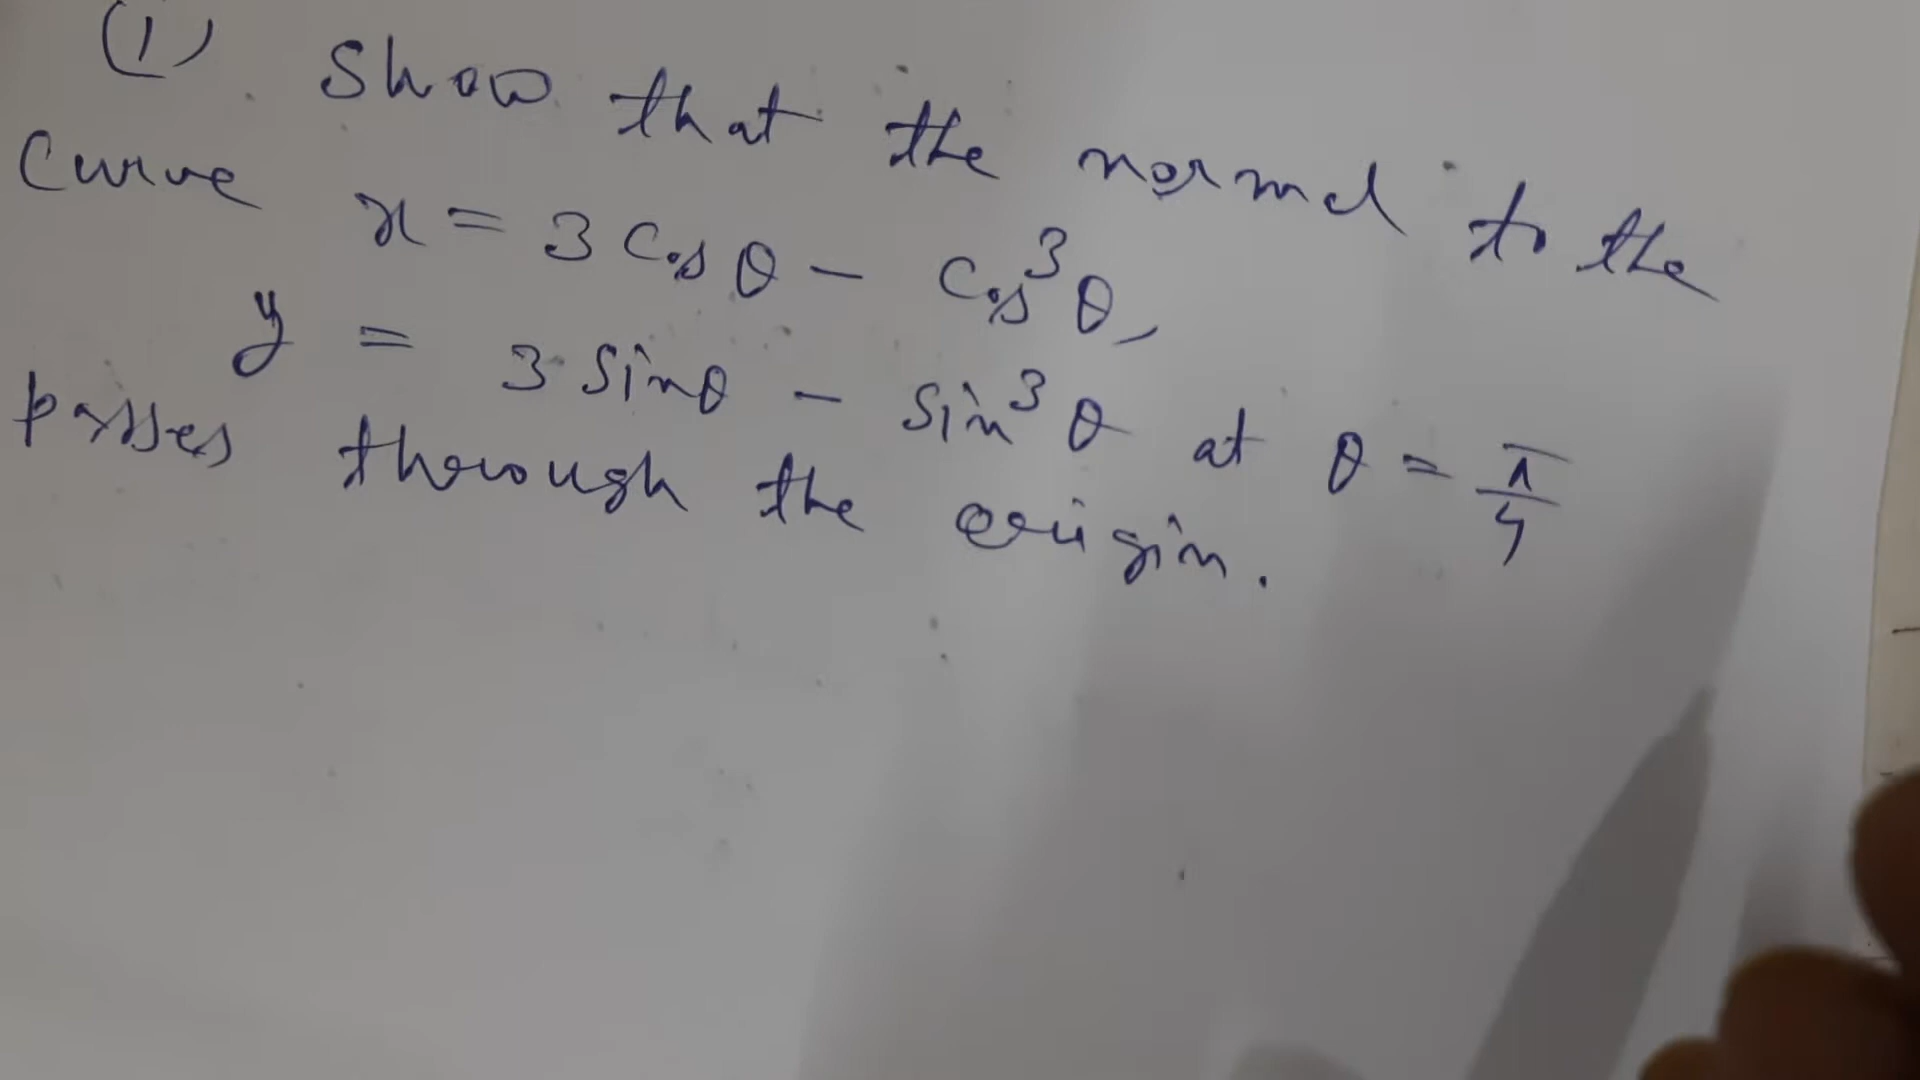 (1) Show that the normal to the
Curve x = 3 Cos θ - Cos³ θ,
y = 3 Sinθ - Sin³ θ at θ = π/4
passes through the origin.